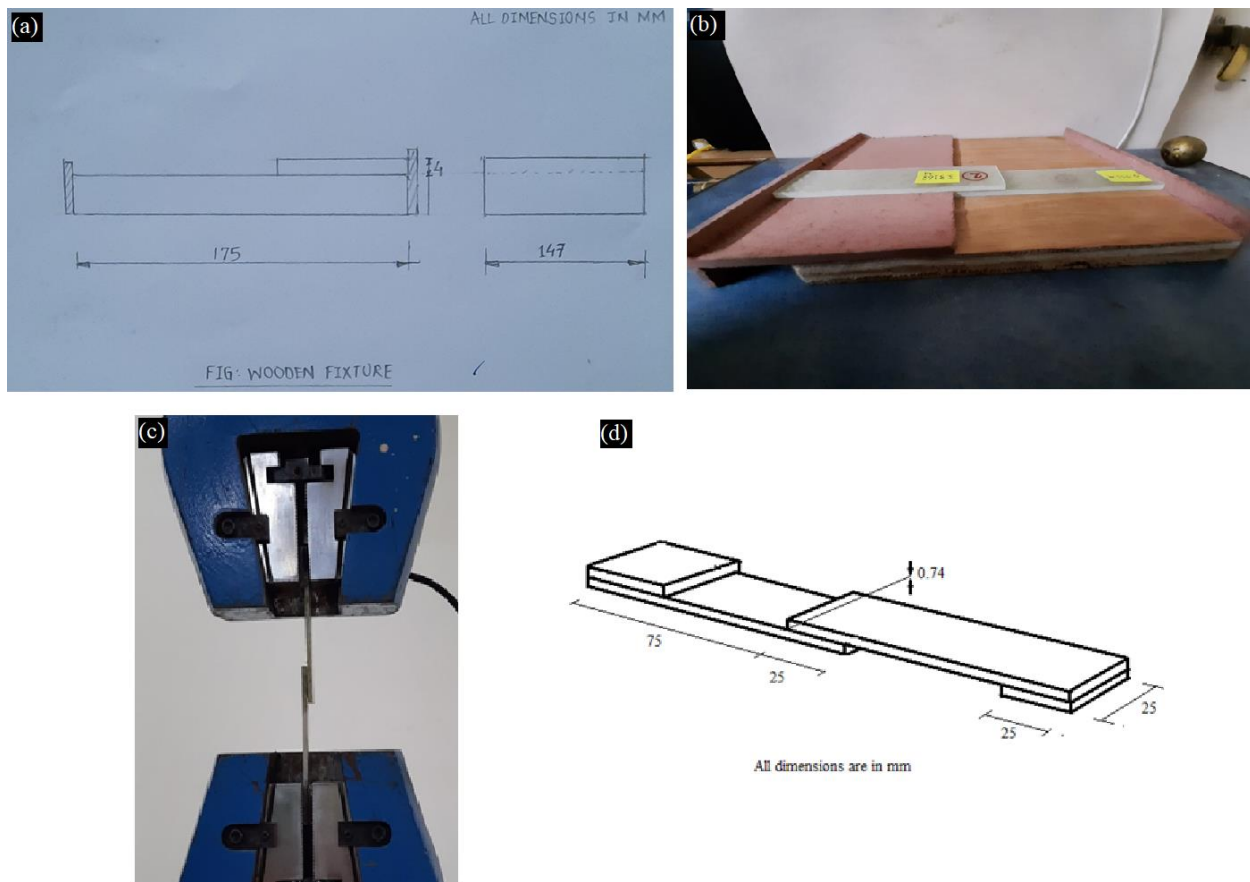 (a)
ALL DIMENSIONS IN MM
4
175
147
FIG: WOODEN FIXTURE
(b)
(c)
(d)
0.74
75
25
25
25
All dimensions are in mm